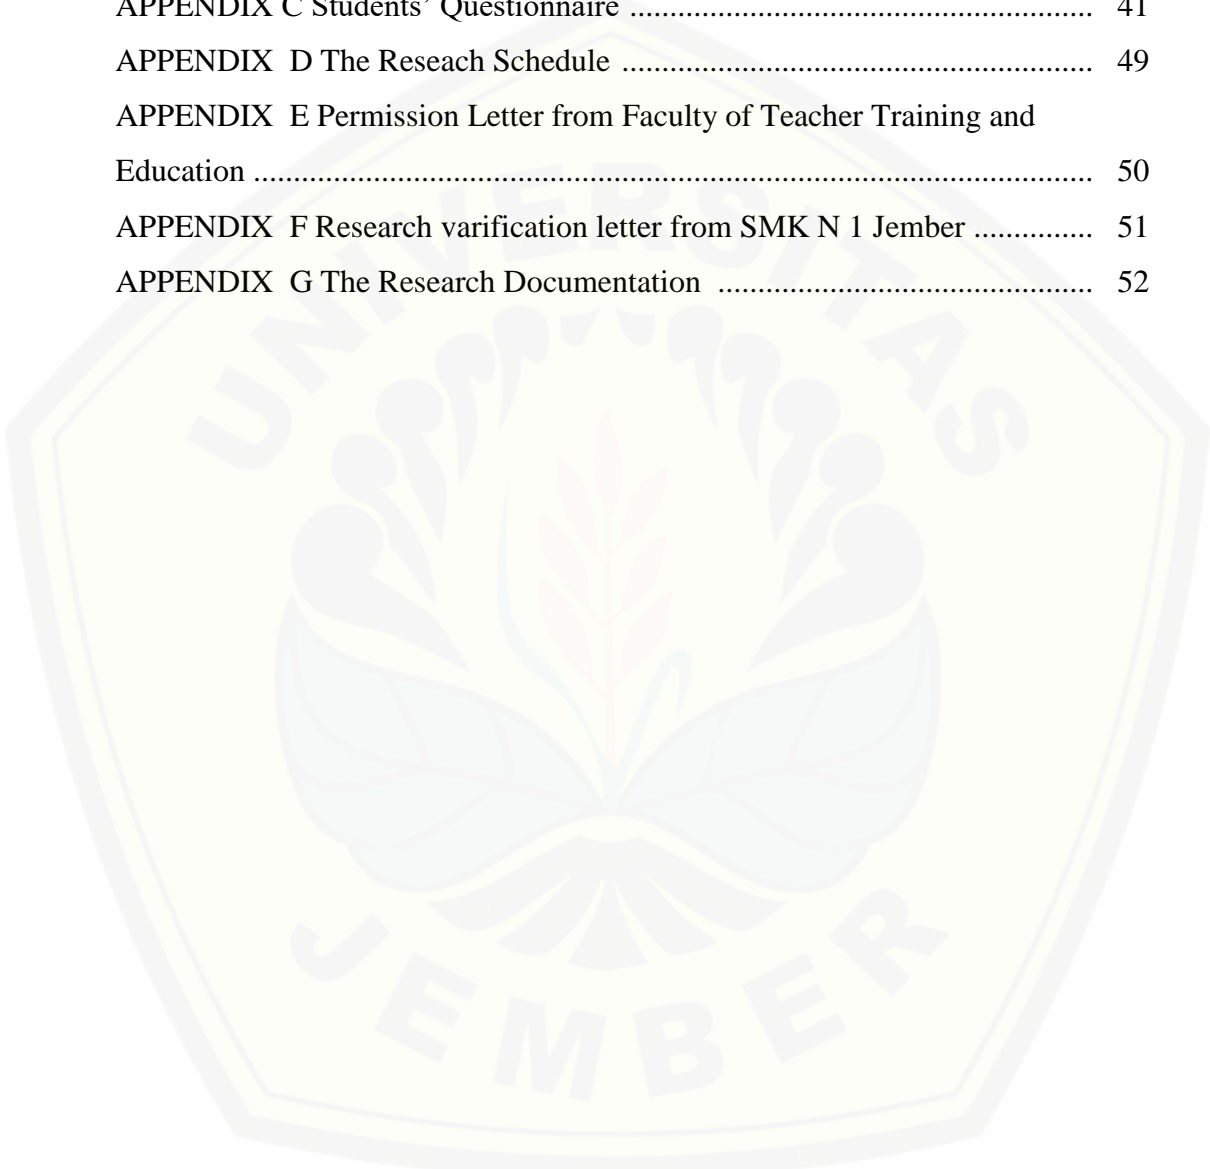 APPENDIX C Students’ Questionnaire .......................................................... 41
APPENDIX  D The Reseach Schedule ........................................................... 49
APPENDIX  E Permission Letter from Faculty of Teacher Training and
Education ......................................................................................................... 50
APPENDIX  F Research varification letter from SMK N 1 Jember ............... 51
APPENDIX  G The Research Documentation  ............................................... 52
UNIVERSITAS
JEMBER